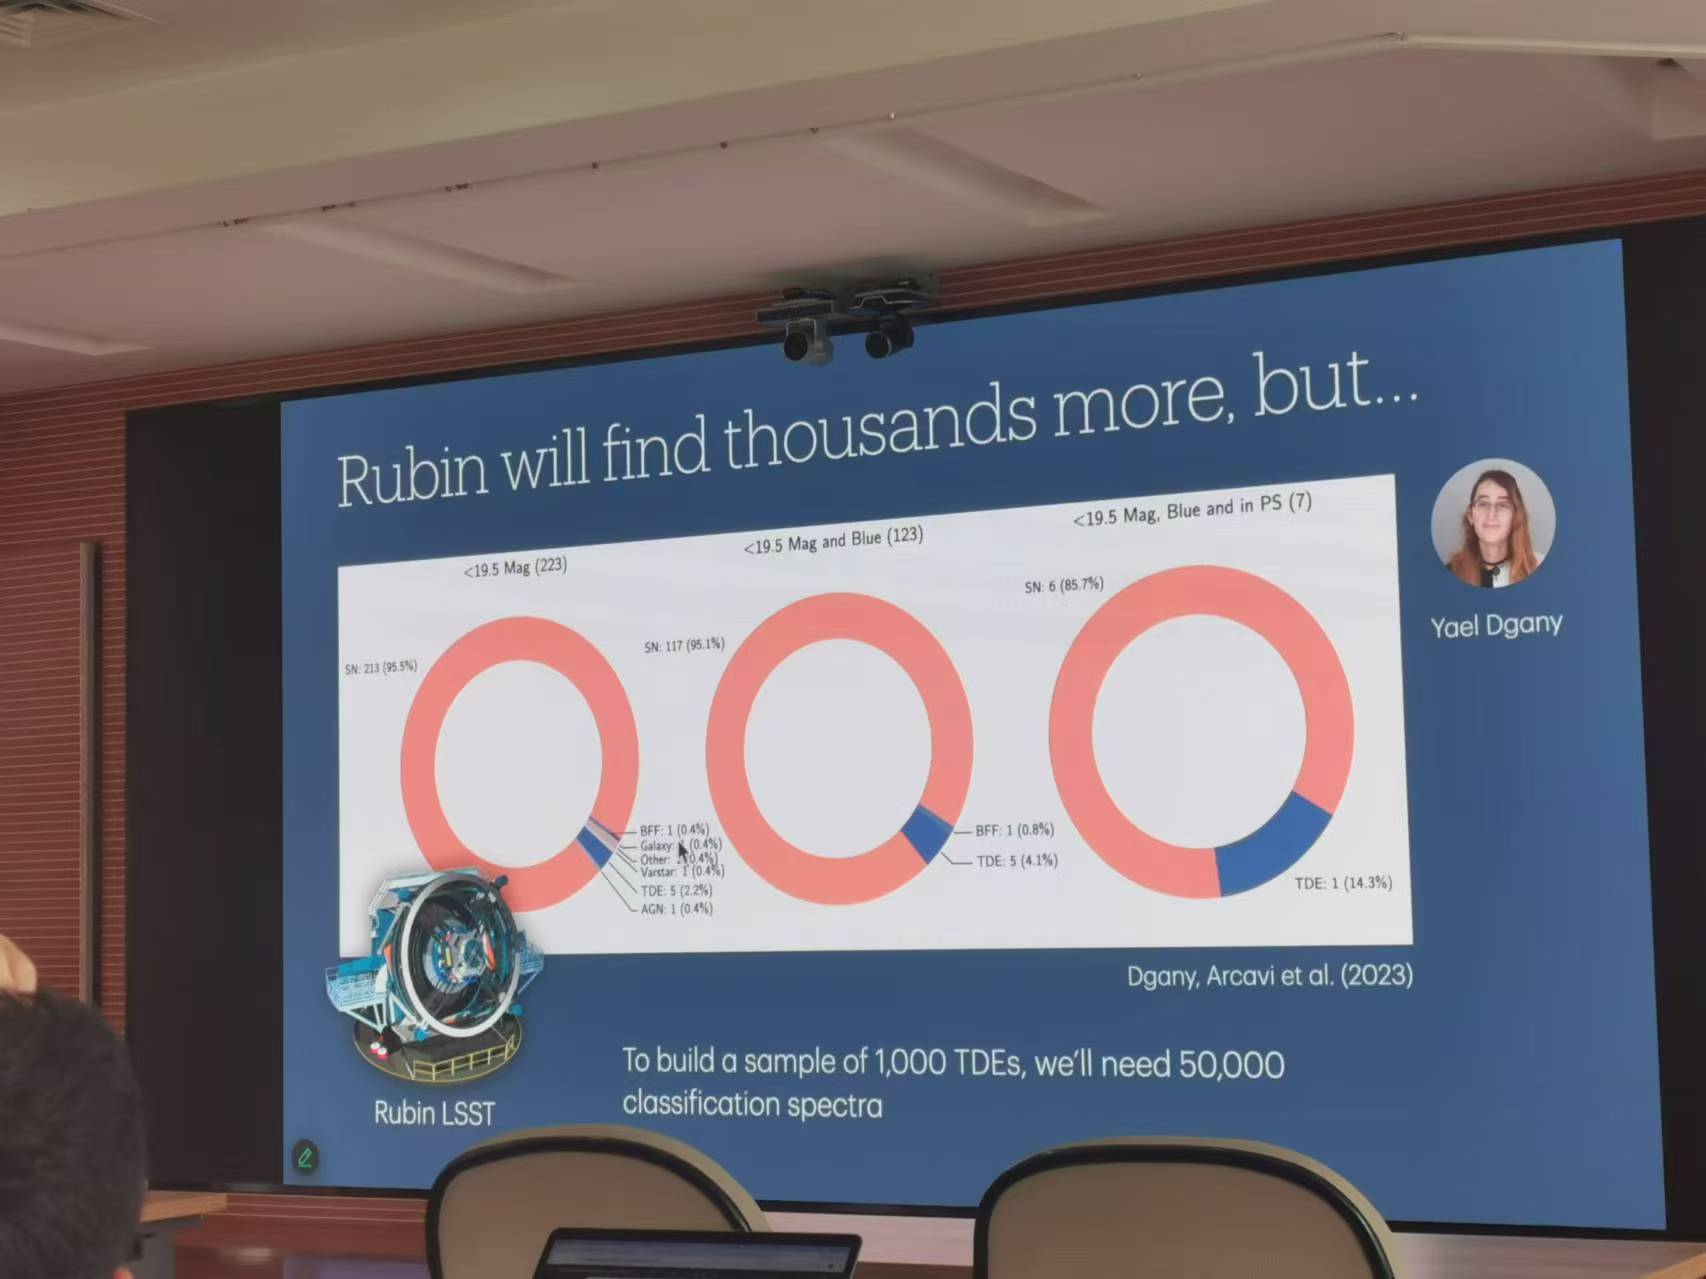 Rubin will find thousands more, but...
<19.5 Mag (223)
SN: 213 (95.5%)
BFF: 1 (0.4%)
Galaxy: (0.4%)
Other: (0.4%)
Varstar: 1 (0.4%)
TDE: 5 (2.2%)
AGN: 1 (0.4%)
<19.5 Mag and Blue (123)
SN: 117 (95.1%)
BFF: 1 (0.8%)
TDE: 5 (4.1%)
<19.5 Mag, Blue and in PS (7)
SN: 6 (85.7%)
TDE: 1 (14.3%)
Yael Dgany
Dgany, Arcavi et al. (2023)
Rubin LSST
To build a sample of 1,000 TDEs, we'll need 50,000
classification spectra